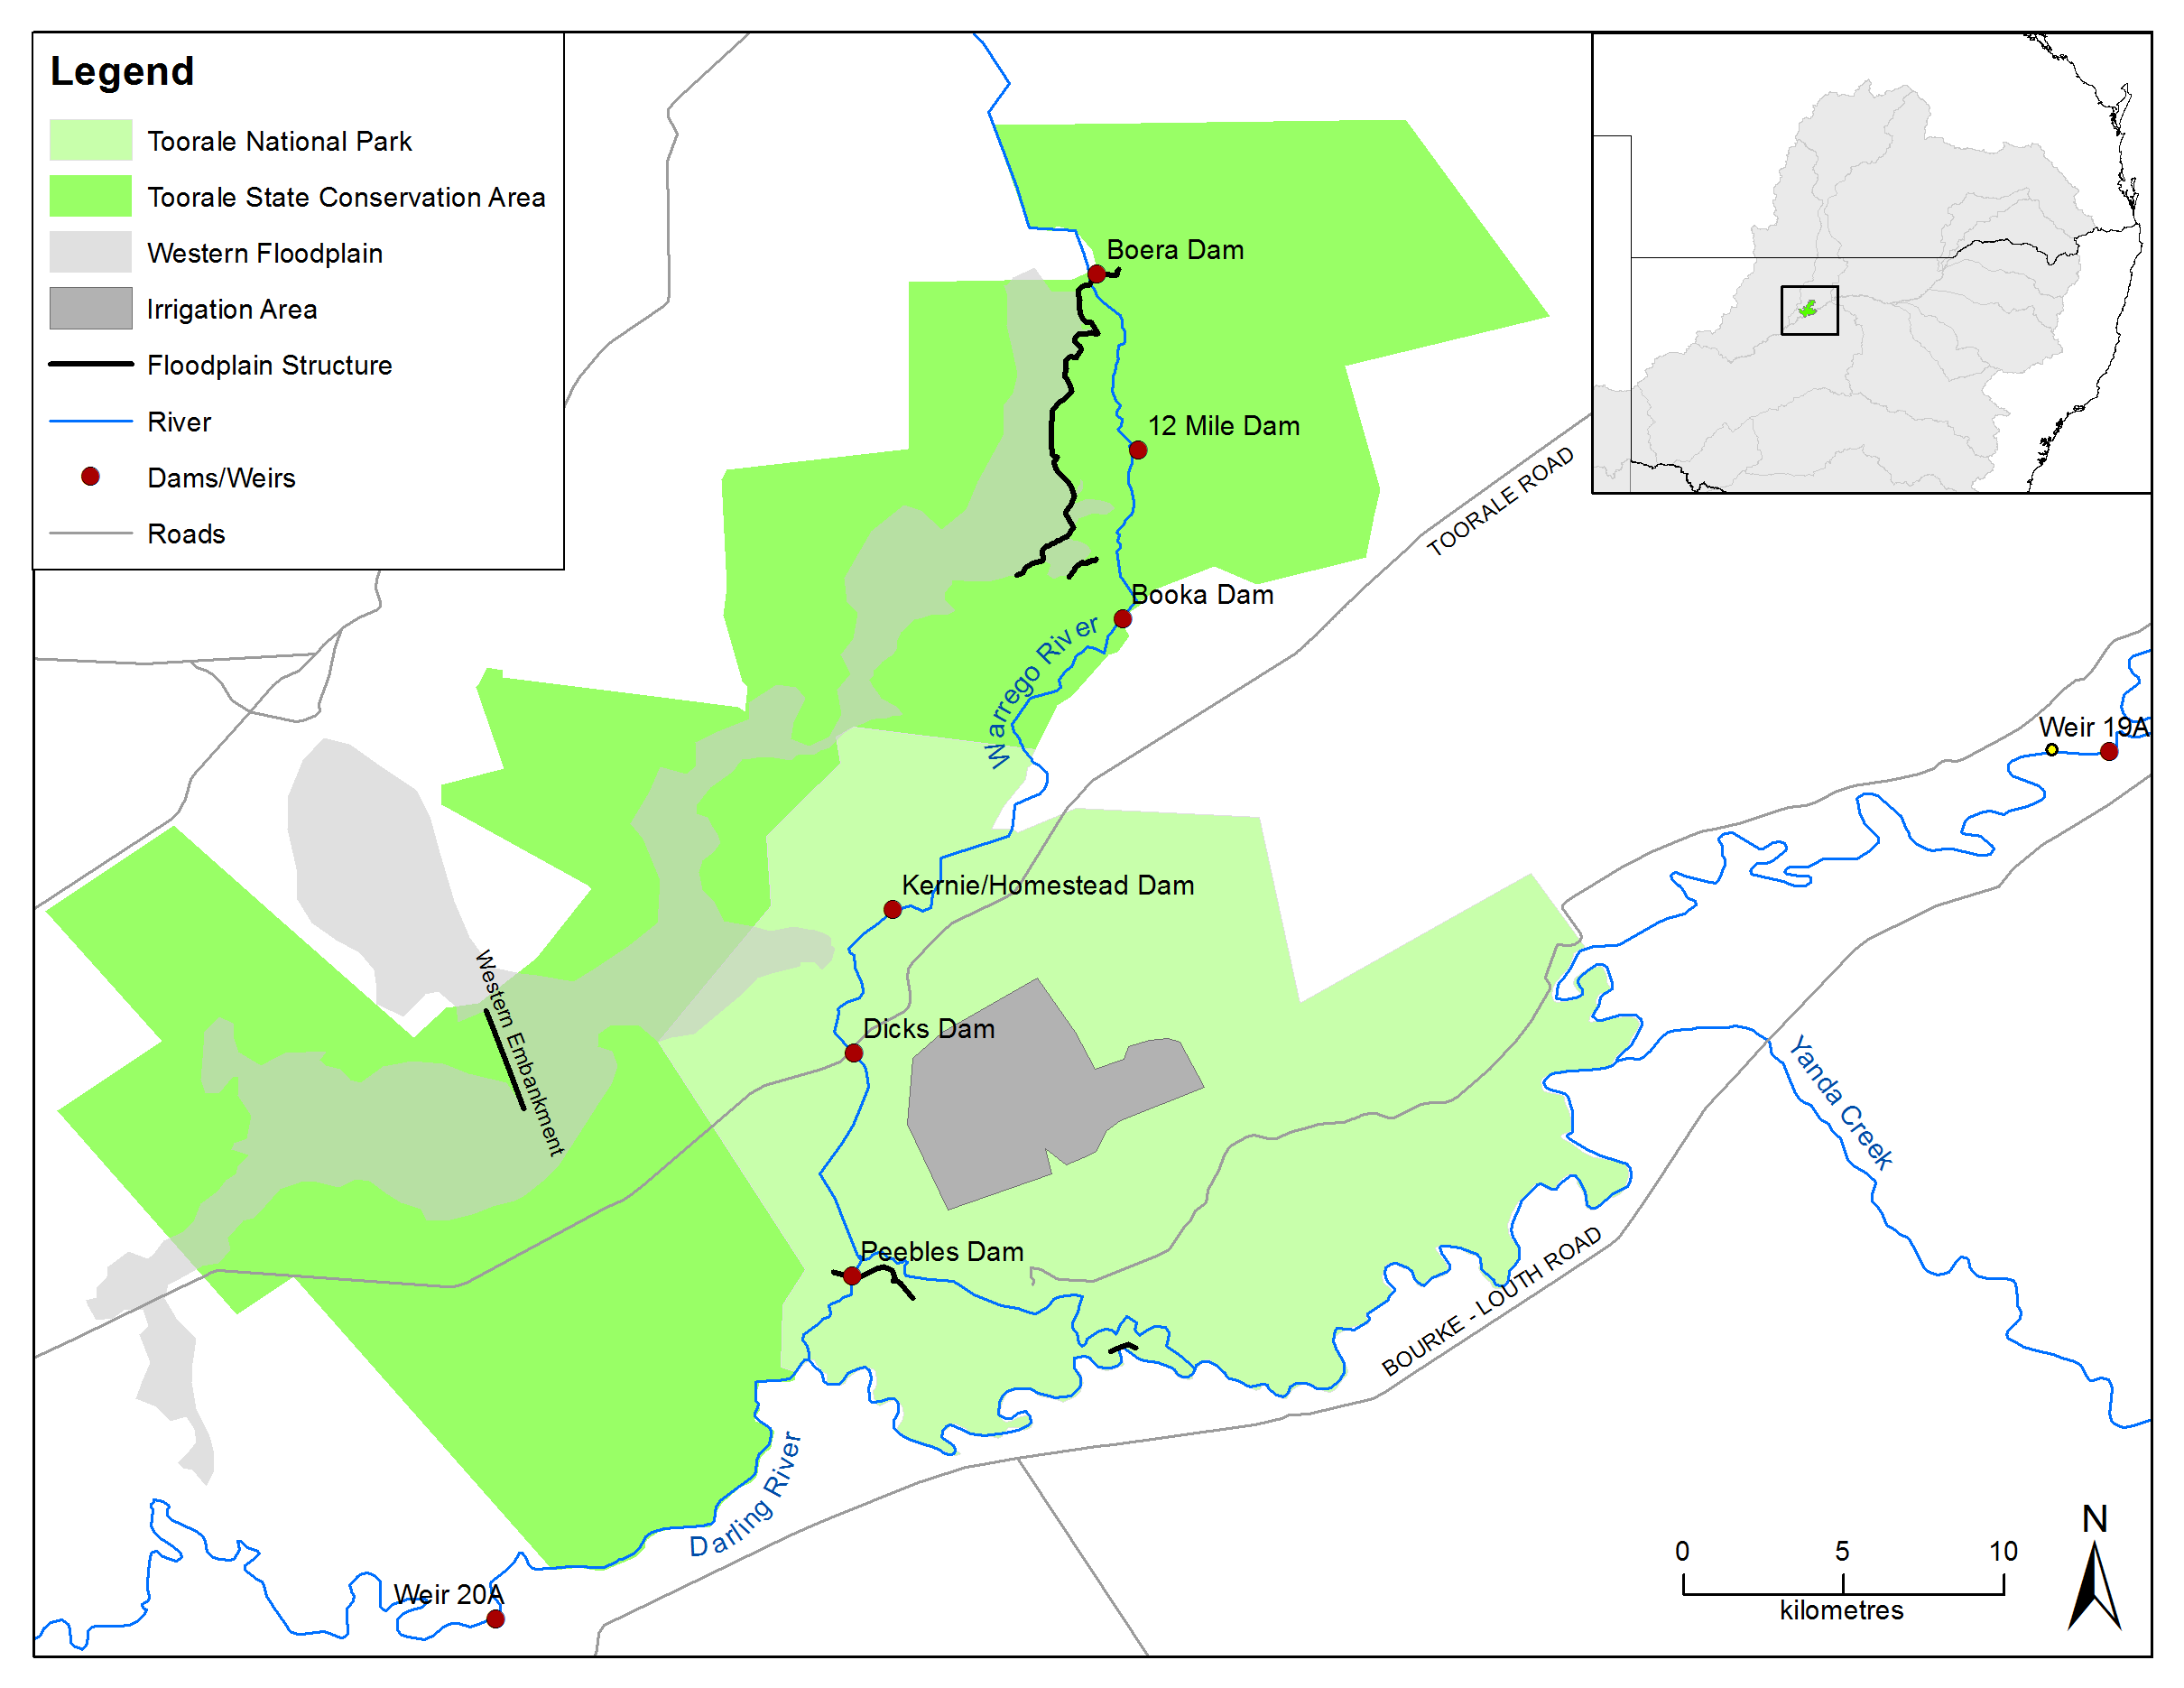 Legend
Toorale National Park
Toorale State Conservation Area
Western Floodplain
Irrigation Area
Floodplain Structure
River
Dams/Weirs
Roads
Boera Dam
12 Mile Dam
TOORALE ROAD
Booka Dam
Warrego River
Weir 19A
Kernie/Homestead Dam
Western Embankment
Dicks Dam
Yanda Creek
Peebles Dam
BOURKE - LOUTH ROAD
Darling River
Weir 20A
N
0 5 10
kilometres